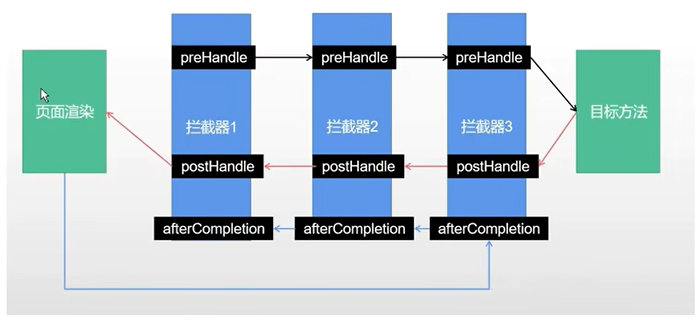 preHandle preHandle preHandle
页面渲染 拦截器1 拦截器2 拦截器3 目标方法
postHandle postHandle postHandle
afterCompletion afterCompletion afterCompletion